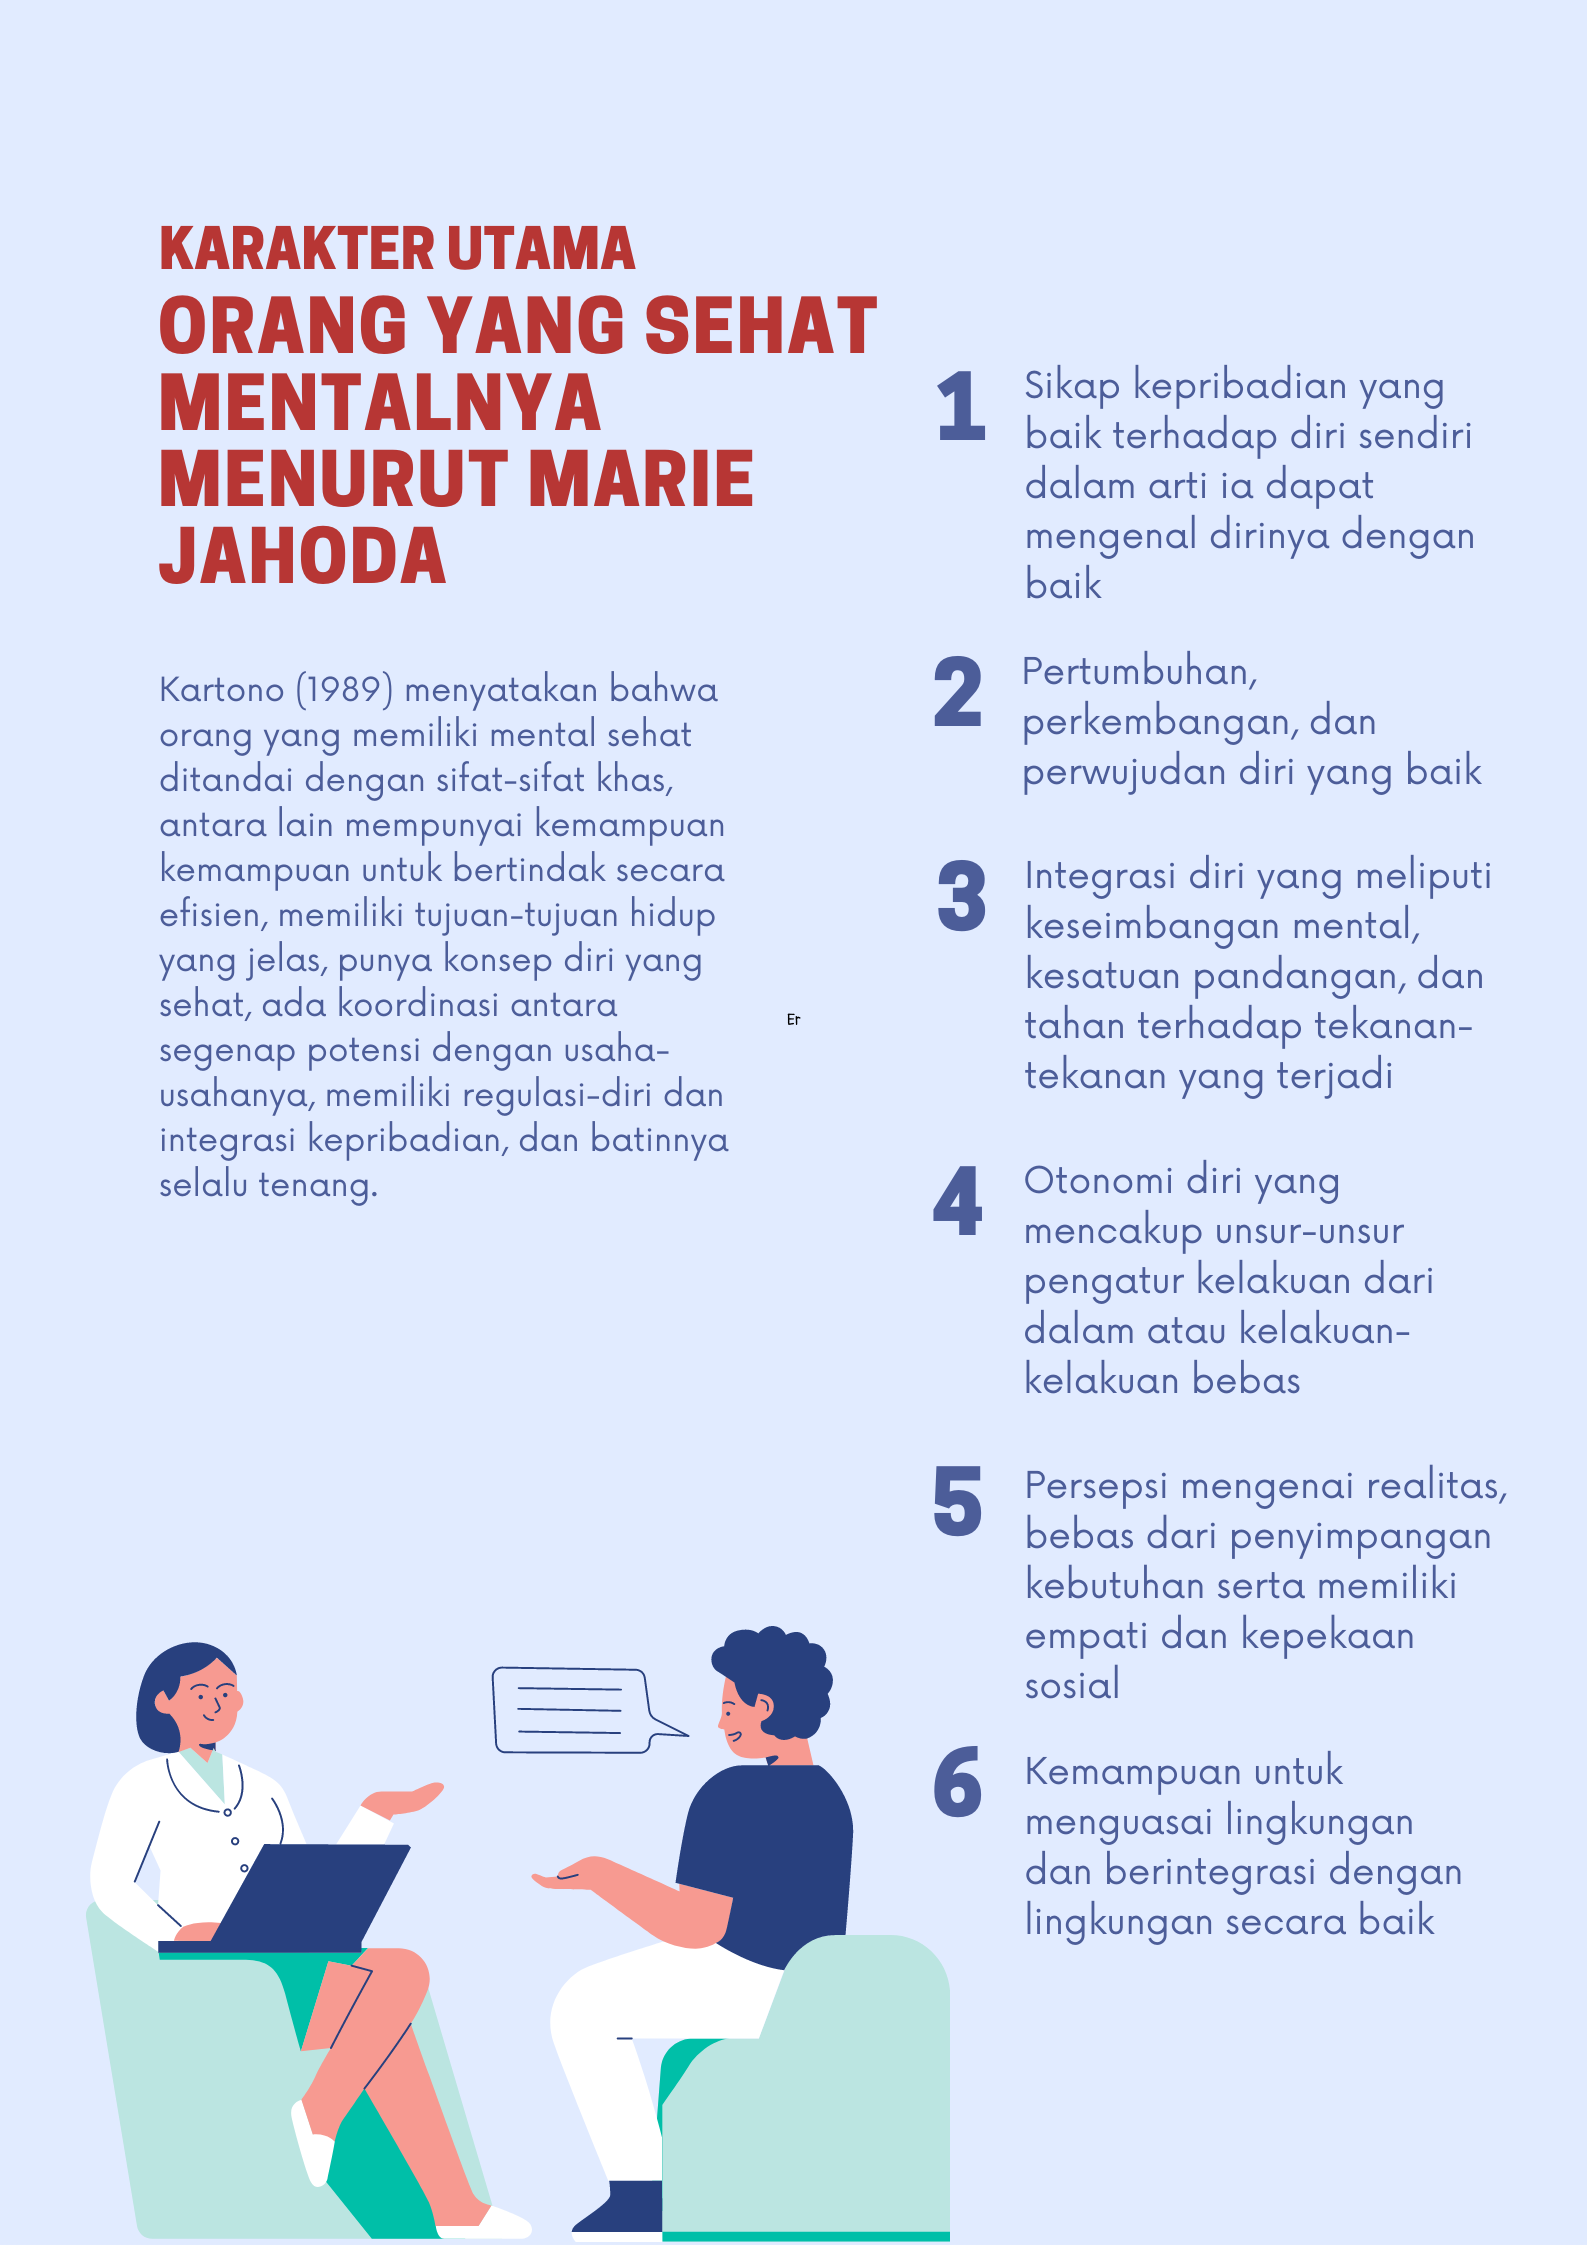 KARAKTER UTAMA
ORANG YANG SEHAT
MENTALNYA
MENURUT MARIE
JAHODA
Kartono (1989) menyatakan bahwa
orang yang memiliki mental sehat
ditandai dengan sifat-sifat khas,
antara lain mempunyai kemampuan
kemampuan untuk bertindak secara
efisien, memiliki tujuan-tujuan hidup
yang jelas, punya konsep diri yang
sehat, ada koordinasi antara
segenap potensi dengan usaha-
usahanya, memiliki regulasi-diri dan
integrasi kepribadian, dan batinnya
selalu tenang.
Er
1 Sikap kepribadian yang
baik terhadap diri sendiri
dalam arti ia dapat
mengenal dirinya dengan
baik
2 Pertumbuhan,
perkembangan, dan
perwujudan diri yang baik
3 Integrasi diri yang meliputi
keseimbangan mental,
kesatuan pandangan, dan
tahan terhadap tekanan-
tekanan yang terjadi
4 Otonomi diri yang
mencakup unsur-unsur
pengatur kelakuan dari
dalam atau kelakuan-
kelakuan bebas
5 Persepsi mengenai realitas,
bebas dari penyimpangan
kebutuhan serta memiliki
empati dan kepekaan
sosial
6 Kemampuan untuk
menguasai lingkungan
dan berintegrasi dengan
lingkungan secara baik